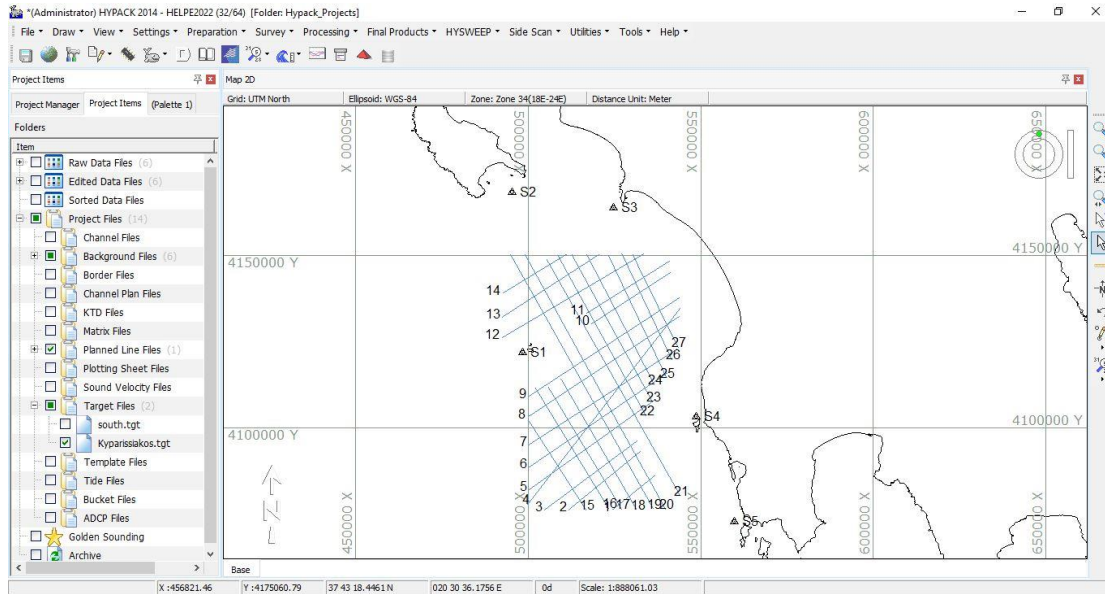 *(Administrator) HYPACK 2014 - HELPE2022 (32/64) [Folder: Hypack_Projects]
File Draw View Settings Preparation Survey Processing Final Products HYSWEEP Side Scan Utilities Tools Help
Project Items
Map 2D
Project Manager Project Items (Palette 1)
Grid: UTM North Ellipsoid: WGS-84 Zone: Zone 34(18E-24E) Distance Unit: Meter
Folders
Item
Raw Data Files (6)
Edited Data Files (6)
Sorted Data Files
Project Files (14)
Channel Files
Background Files (6)
Border Files
Channel Plan Files
KTD Files
Matrix Files
Planned Line Files (1)
Plotting Sheet Files
Sound Velocity Files
Target Files (2)
south.tgt
Kyparissiakos.tgt
Template Files
Tide Files
Bucket Files
ADCP Files
Golden Sounding
Archive
450000 X
500000 X
550000 X
600000 X
S2
S3
4150000 Y
4150000 Y
14
13
12
11
10
S1
27
26
25
24
23
22
9
8
S4
4100000 Y
4100000 Y
7
6
5
4
3
2
15
16
17
18
19
20
21
S5
450000 X
500000 X
550000 X
600000 X
650000 X
Base
X :456821.46 Y :4175060.79 37 43 18.4461 N 020 30 36.1756 E 0d Scale: 1:888061.03